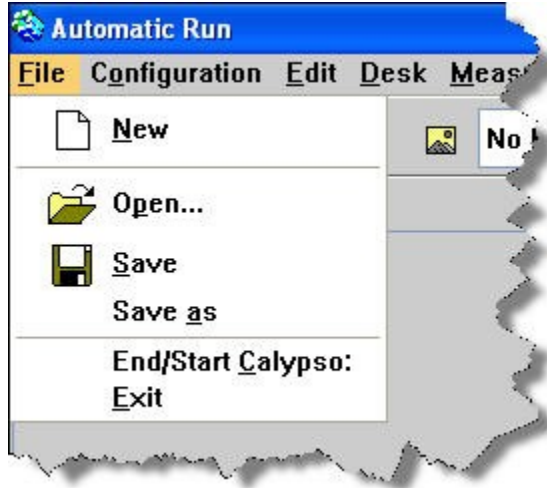 Automatic Run
File Configuration Edit Desk
No
New
Open...
Save
Save as
End/Start Calypso:
Exit